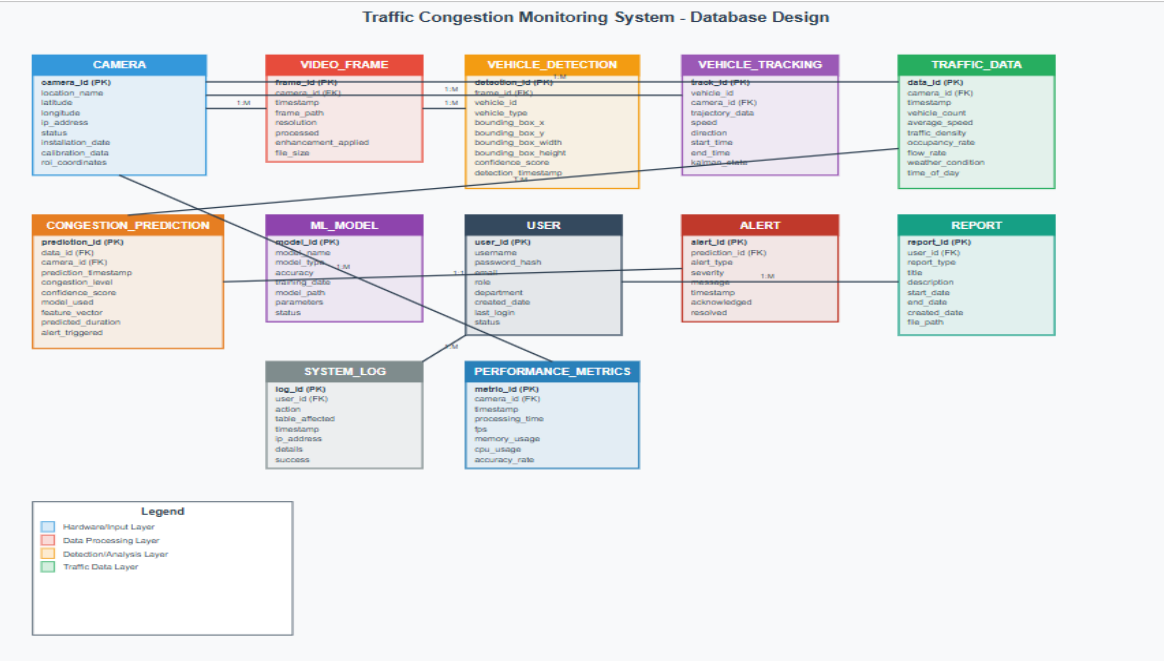 Traffic Congestion Monitoring System - Database Design
CAMERA
camera_id (PK)
location_name
latitude
longitude
ip_address
status
installation_date
calibration_data
roi_coordinates
VIDEO_FRAME
frame_id (PK)
camera_id (FK)
timestamp
frame_path
resolution
processed
enhancement_applied
file_size
VEHICLE_DETECTION
detection_id (PK)
frame_id (FK)
vehicle_id
vehicle_type
bounding_box_x
bounding_box_y
bounding_box_width
bounding_box_height
confidence_score
detection_timestamp
VEHICLE_TRACKING
track_id (PK)
vehicle_id
camera_id (FK)
trajectory_data
speed
direction
start_time
end_time
kalman_state
TRAFFIC_DATA
data_id (PK)
camera_id (FK)
timestamp
vehicle_count
average_speed
traffic_density
occupancy_rate
flow_rate
weather_condition
time_of_day
1:M
1:M
1:M
1:M
1:M
CONGESTION_PREDICTION
prediction_id (PK)
data_id (FK)
camera_id (FK)
prediction_timestamp
congestion_level
confidence_score
model_used
feature_vector
predicted_duration
alert_triggered
ML_MODEL
model_id (PK)
model_name
model_type
accuracy
training_date
model_path
parameters
status
USER
user_id (PK)
username
password_hash
email
role
department
created_date
last_login
status
ALERT
alert_id (PK)
prediction_id (FK)
alert_type
severity
message
timestamp
acknowledged
resolved
REPORT
report_id (PK)
user_id (FK)
report_type
title
description
start_date
end_date
created_date
file_path
1:M
1:1
1:M
1:M
SYSTEM_LOG
log_id (PK)
user_id (FK)
action
table_affected
timestamp
ip_address
details
success
PERFORMANCE_METRICS
metric_id (PK)
camera_id (FK)
timestamp
processing_time
fps
memory_usage
cpu_usage
accuracy_rate
Legend
Hardware/Input Layer
Data Processing Layer
Detection/Analysis Layer
Traffic Data Layer